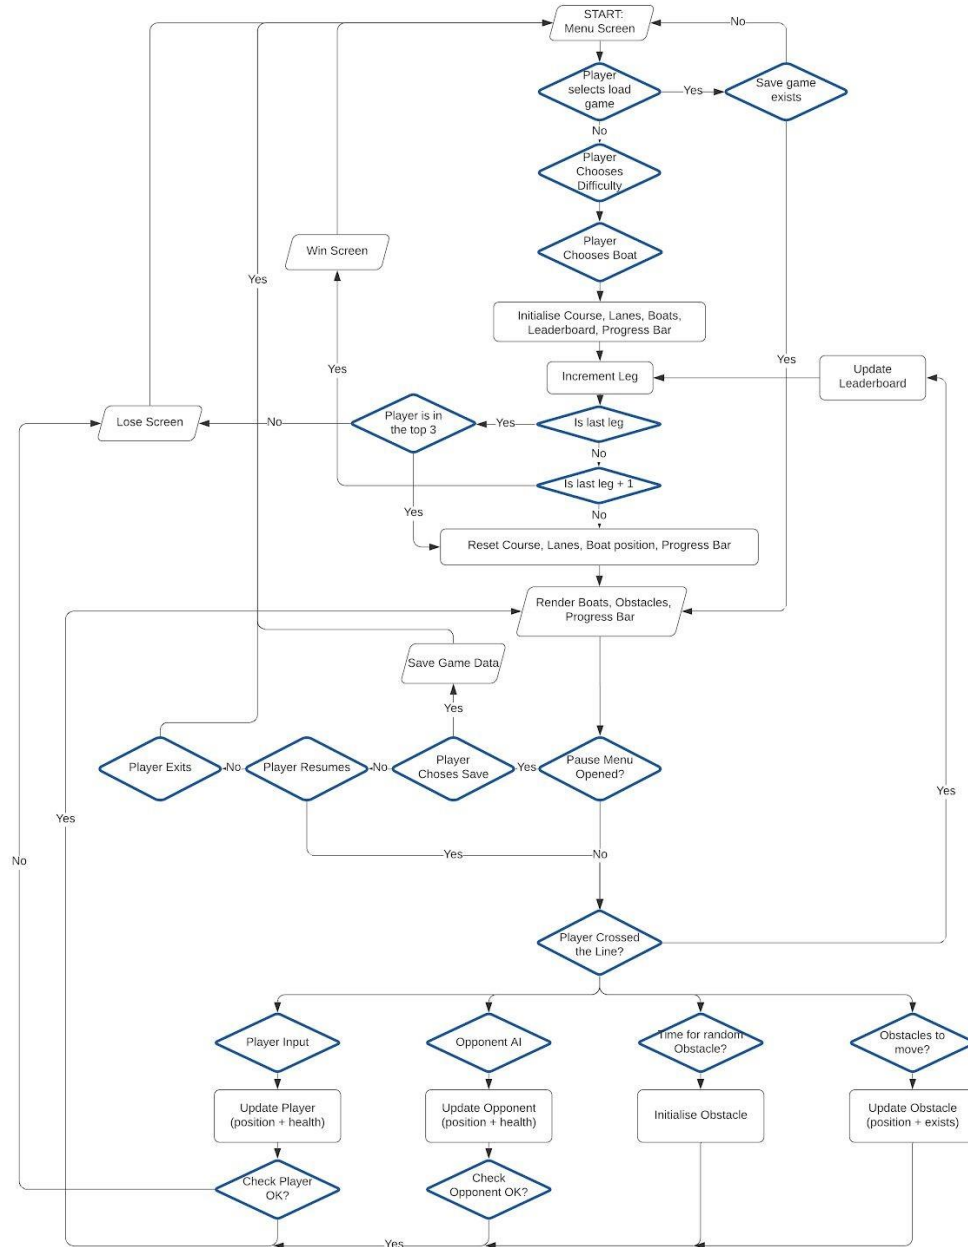 START:
Menu Screen
No
Player
selects load
game
Yes
Save game
exists
No
Player
Chooses
Difficulty
Player
Chooses Boat
Win Screen
Yes
Initialise Course, Lanes, Boats,
Leaderboard, Progress Bar
Yes
Yes
Increment Leg
Update
Leaderboard
Lose Screen
No
Player is in
the top 3
Yes
Is last leg
No
Is last leg + 1
Yes
No
Reset Course, Lanes, Boat position, Progress Bar
Render Boats, Obstacles,
Progress Bar
Save Game Data
Yes
Player Exits
No
Player Resumes
No
Player
Choses Save
Yes
Pause Menu
Opened?
Yes
Yes
No
Yes
No
Player Crossed
the Line?
Player Input
Opponent AI
Time for random
Obstacle?
Obstacles to
move?
Update Player
(position + health)
Update Opponent
(position + health)
Initialise Obstacle
Update Obstacle
(position + exists)
Check Player
OK?
Check
Opponent OK?
Yes